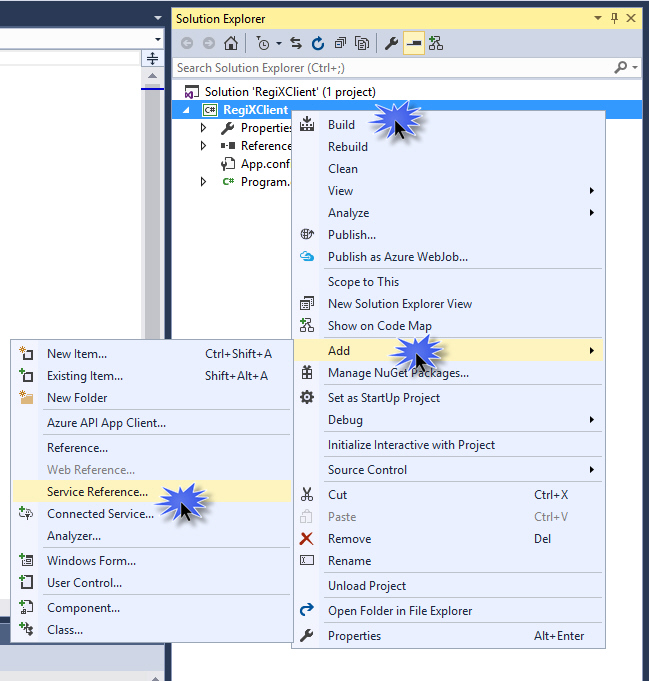 Solution Explorer
Search Solution Explorer (Ctrl+;)
Solution 'RegiXClient' (1 project)
C# RegiXClient
Properties
Reference
App.conf
C# Program.
Build
Rebuild
Clean
View
Analyze
Publish...
Publish as Azure WebJob...
Scope to This
New Solution Explorer View
Show on Code Map
Add
Manage NuGet Packages...
Set as StartUp Project
Debug
Initialize Interactive with Project
Source Control
Cut Ctrl+X
Paste Ctrl+V
Remove Del
Rename
Unload Project
Open Folder in File Explorer
Properties Alt+Enter
New Item... Ctrl+Shift+A
Existing Item... Shift+Alt+A
New Folder
Azure API App Client...
Reference...
Web Reference...
Service Reference...
Connected Service...
Analyzer...
Windows Form...
User Control...
Component...
Class...